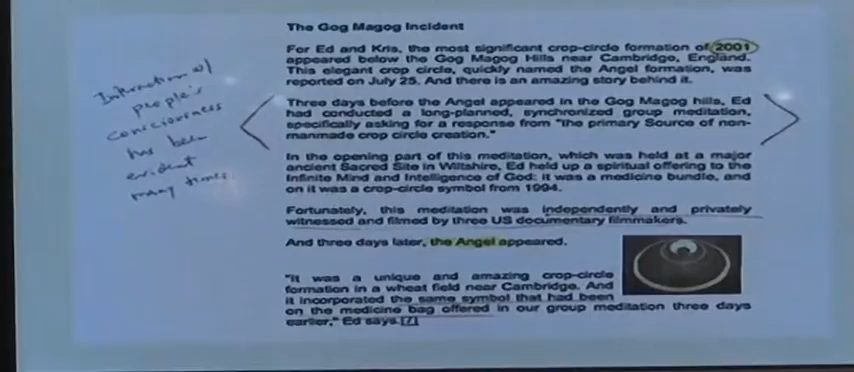 The Gog Magog Incident
For Ed and Kris, the most significant crop-circle formation of 2001
appeared below the Gog Magog Hills near Cambridge, England.
This elegant crop circle, quickly named the Angel formation, was
reported on July 25. And there is an amazing story behind it.
Three days before the Angel appeared in the Gog Magog hills, Ed
had conducted a long-planned, synchronized group meditation,
specifically asking for a response from "the primary Source of non-
manmade crop circle creation."
In the opening part of this meditation, which was held at a major
ancient Sacred Site in Wiltshire, Ed held up a spiritual offering to the
Infinite Mind and Intelligence of God: it was a medicine bundle, and
on it was a crop-circle symbol from 1994.
Fortunately, this meditation was independently and privately
witnessed and filmed by three US documentary filmmakers.
And three days later, the Angel appeared.
"It was a unique and amazing crop-circle
formation in a wheat field near Cambridge. And
it incorporated the same symbol that had been
on the medicine bag offered in our group meditation three days
earlier," Ed says.[7]
Interaction w/
people's
consciousness
has been
evident
many times